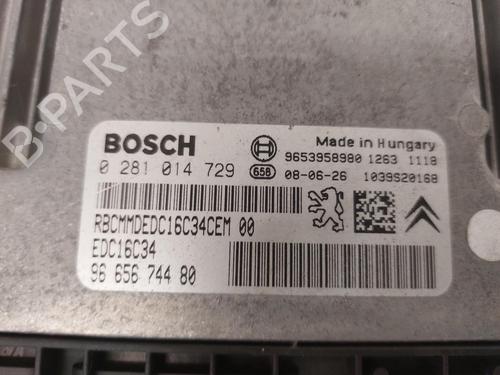 B-PARTS
BOSCH
Made in Hungary
0 281 014 729
9653958980 1263 1118
658 08-06-26 1039S20168
RBCMMDEDC16C34CEM 00
EDC16C34
96 656 744 80